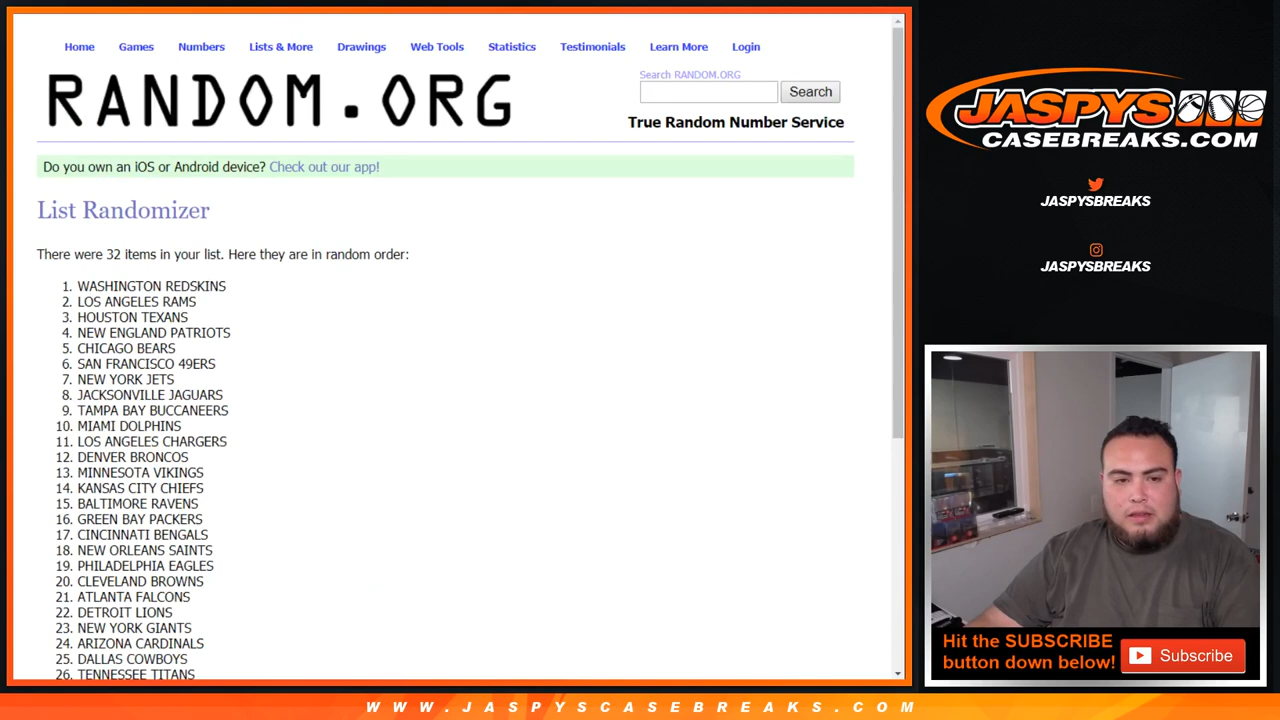 Home Games Numbers Lists & More Drawings Web Tools Statistics Testimonials Learn More Login
RANDOM.ORG
Search RANDOM.ORG
Search
True Random Number Service
Do you own an iOS or Android device? Check out our app!
List Randomizer
There were 32 items in your list. Here they are in random order:
1. WASHINGTON REDSKINS
2. LOS ANGELES RAMS
3. HOUSTON TEXANS
4. NEW ENGLAND PATRIOTS
5. CHICAGO BEARS
6. SAN FRANCISCO 49ERS
7. NEW YORK JETS
8. JACKSONVILLE JAGUARS
9. TAMPA BAY BUCCANEERS
10. MIAMI DOLPHINS
11. LOS ANGELES CHARGERS
12. DENVER BRONCOS
13. MINNESOTA VIKINGS
14. KANSAS CITY CHIEFS
15. BALTIMORE RAVENS
16. GREEN BAY PACKERS
17. CINCINNATI BENGALS
18. NEW ORLEANS SAINTS
19. PHILADELPHIA EAGLES
20. CLEVELAND BROWNS
21. ATLANTA FALCONS
22. DETROIT LIONS
23. NEW YORK GIANTS
24. ARIZONA CARDINALS
25. DALLAS COWBOYS
26. TENNESSEE TITANS
JASPYS
CASEBREAKS.COM
JASPYSBREAKS
JASPYSBREAKS
Hit the SUBSCRIBE
button down below!
Subscribe
WWW.JASPYSCASEBREAKS.COM